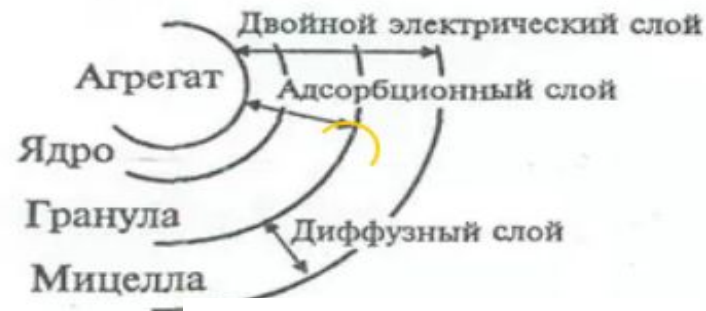 Двойной электрический слой
Агрегат
Адсорбционный слой
Ядро
Гранула
Диффузный слой
Мицелла